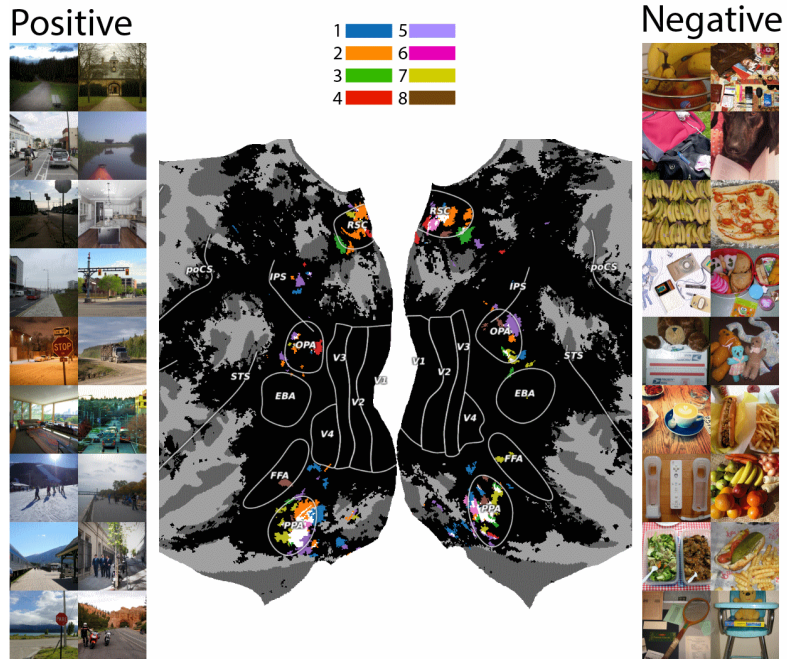 Positive
Negative
1
5
2
6
3
7
4
8
RSC
RSC
poCS
IPS
IPS
poCS
OPA
OPA
V3
V3
STS
V1
V1
STS
EBA
V2
V2
EBA
V4
V4
FFA
FFA
PPA
PPA
STOP